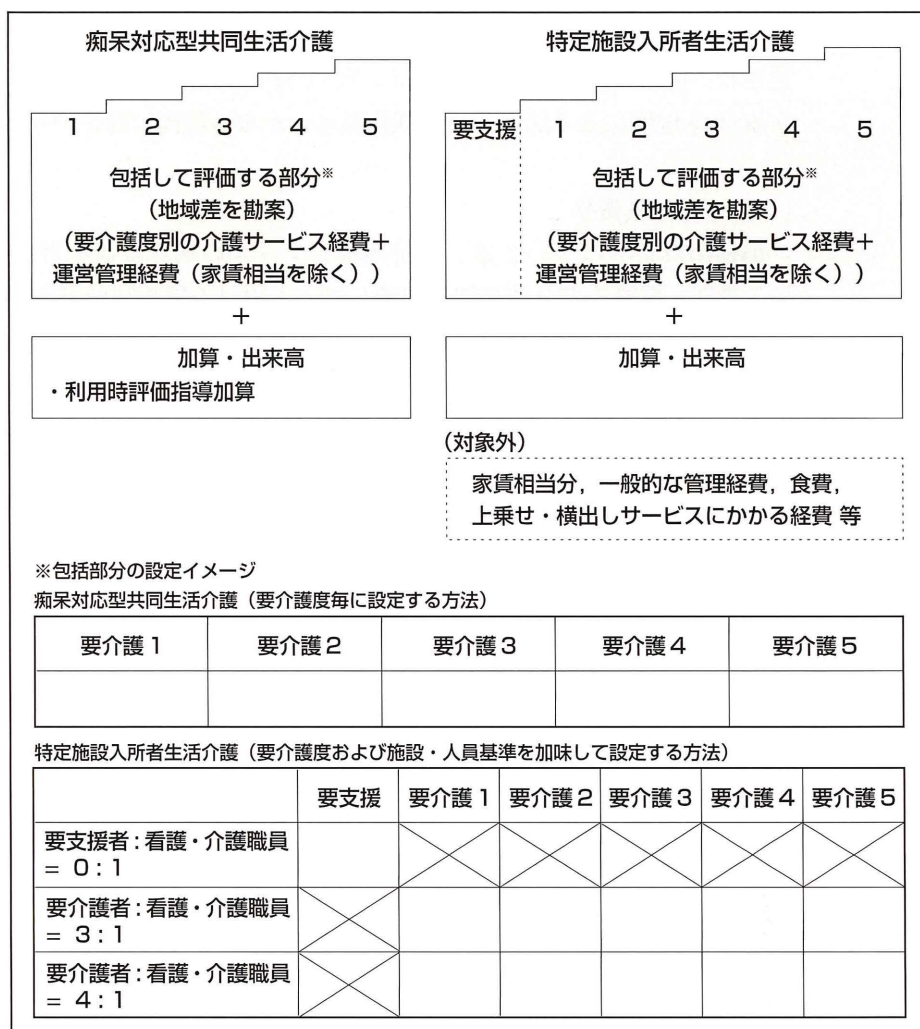 痴呆対応型共同生活介護
1 2 3 4 5
包括して評価する部分※
(地域差を勘案)
(要介護度別の介護サービス経費+
運営管理経費(家賃相当を除く))
+
加算・出来高
・利用時評価指導加算
特定施設入所者生活介護
要支援 1 2 3 4 5
包括して評価する部分※
(地域差を勘案)
(要介護度別の介護サービス経費+
運営管理経費(家賃相当を除く))
+
加算・出来高
(対象外)
家賃相当分,一般的な管理経費,食費,
上乗せ・横出しサービスにかかる経費 等
※包括部分の設定イメージ
痴呆対応型共同生活介護(要介護度毎に設定する方法)
要介護1 要介護2 要介護3 要介護4 要介護5
特定施設入所者生活介護(要介護度および施設・人員基準を加味して設定する方法)
要支援 要介護1 要介護2 要介護3 要介護4 要介護5
要支援者:看護・介護職員
= 0:1
要介護者:看護・介護職員
= 3:1
要介護者:看護・介護職員
= 4:1